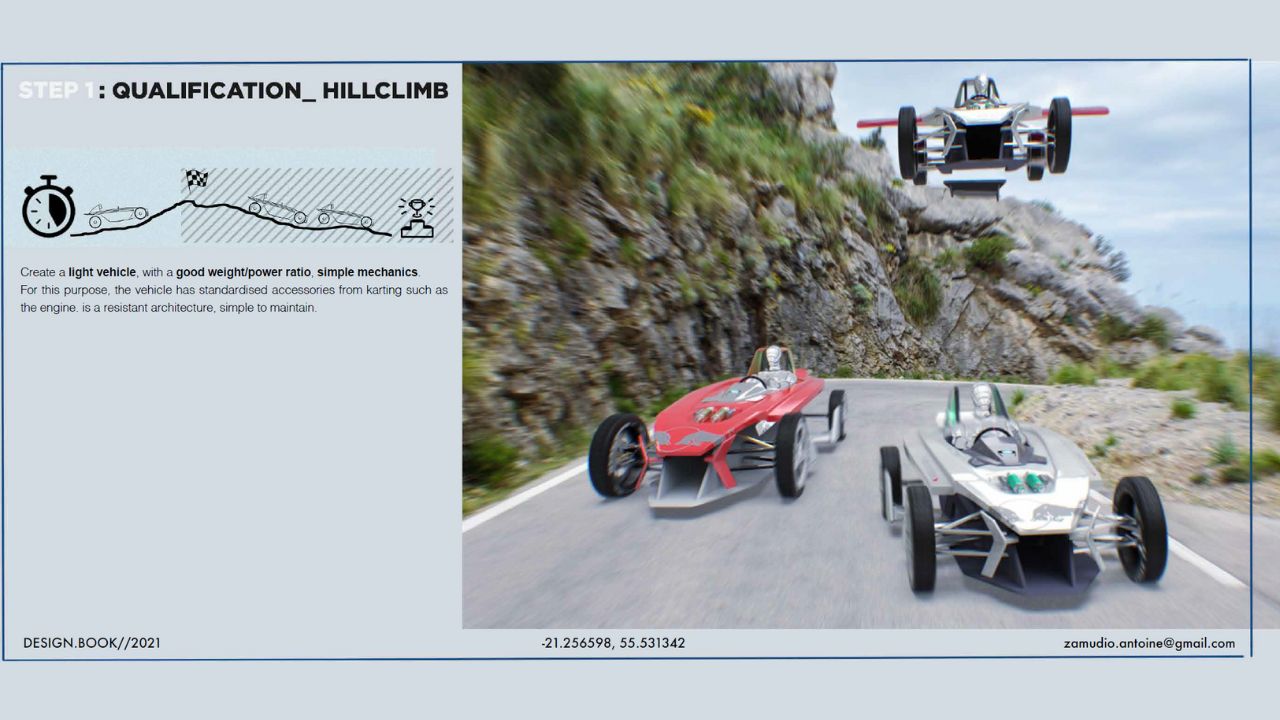 STEP 1: QUALIFICATION_ HILLCLIMB
Create a light vehicle, with a good weight/power ratio, simple mechanics.
For this purpose, the vehicle has standardised accessories from karting such as
the engine. is a resistant architecture, simple to maintain.
DESIGN.BOOK//2021
-21.256598, 55.531342
zamudio.antoine@gmail.com